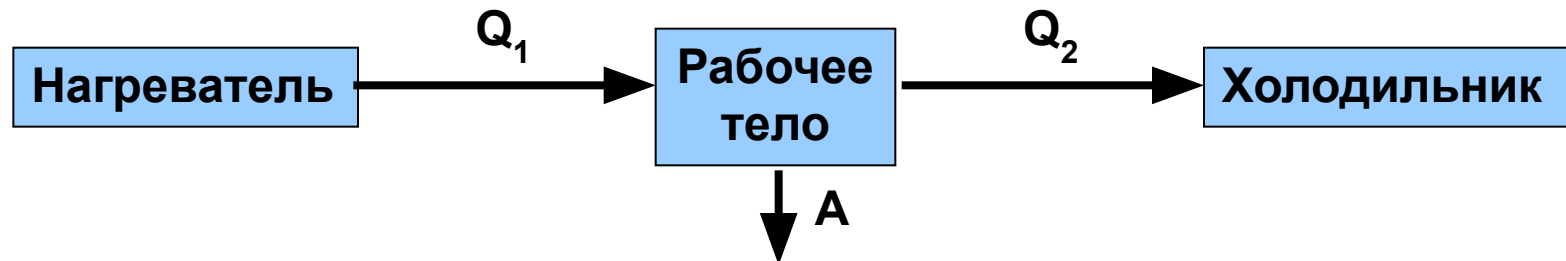 Q1
Q2
Нагреватель
Рабочее
тело
Холодильник
A